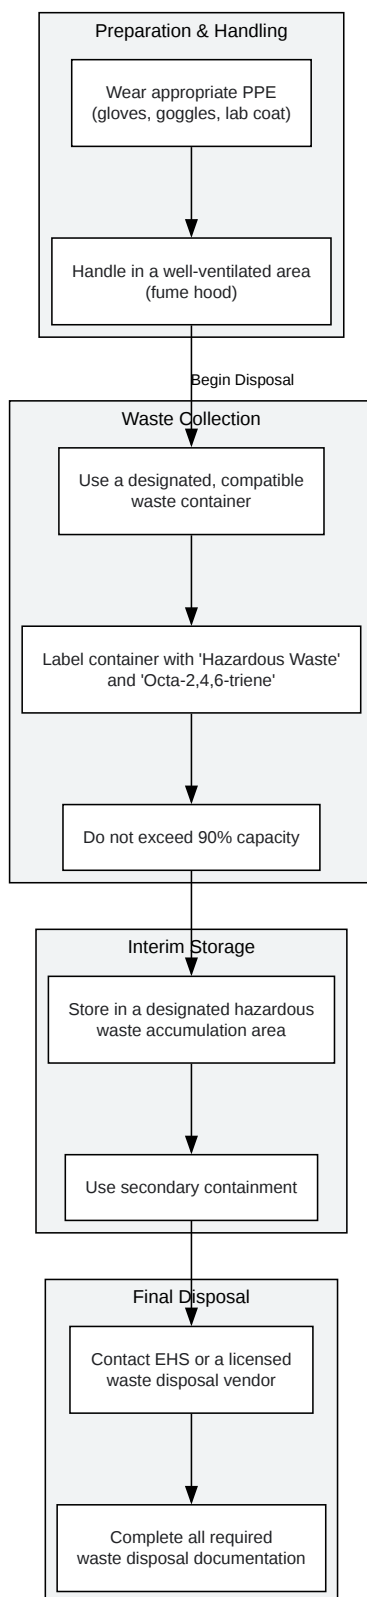 Preparation & Handling
Wear appropriate PPE
(gloves, goggles, lab coat)
Handle in a well-ventilated area
(fume hood)
Begin Disposal
Waste Collection
Use a designated, compatible
waste container
Label container with 'Hazardous Waste'
and 'Octa-2,4,6-triene'
Do not exceed 90% capacity
Interim Storage
Store in a designated hazardous
waste accumulation area
Use secondary containment
Final Disposal
Contact EHS or a licensed
waste disposal vendor
Complete all required
waste disposal documentation